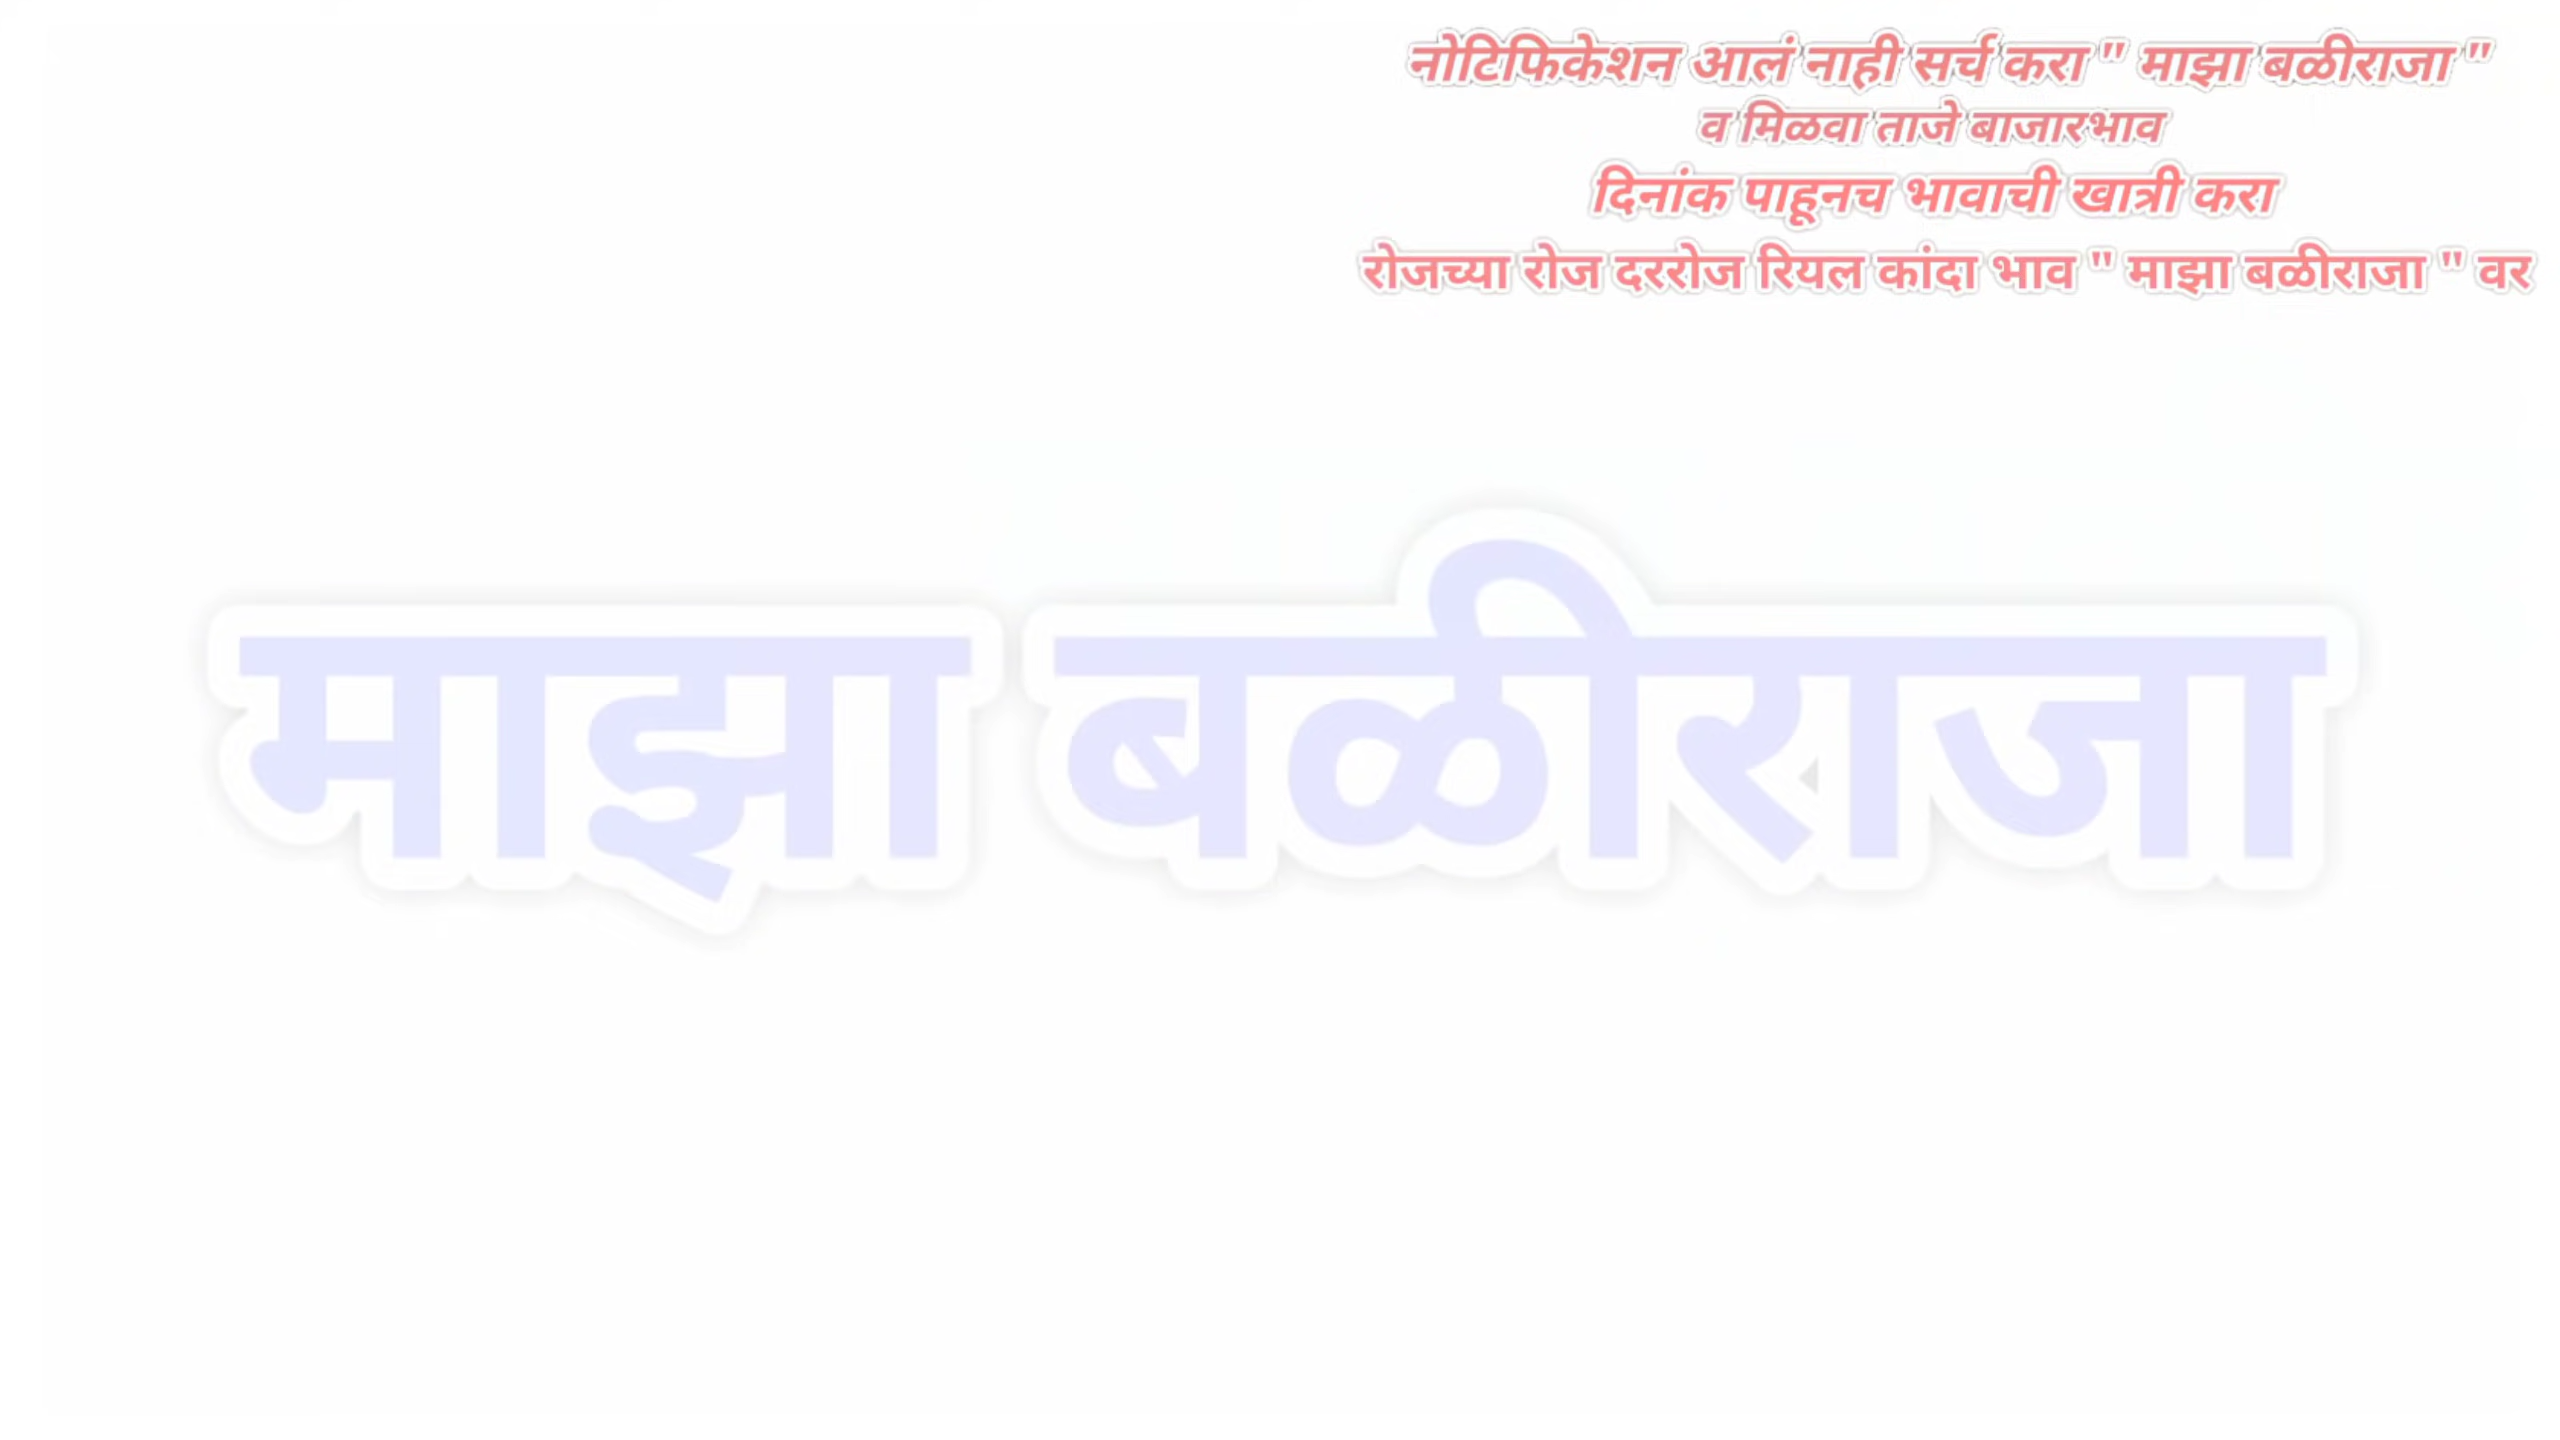 नोटिफिकेशन आलं नाही सर्च करा " माझा बळीराजा "
व मिळवा ताजे बाजारभाव
दिनांक पाहूनच भावाची खात्री करा
रोजच्या रोज दररोज रियल कांदा भाव " माझा बळीराजा " वर
माझा बळीराजा